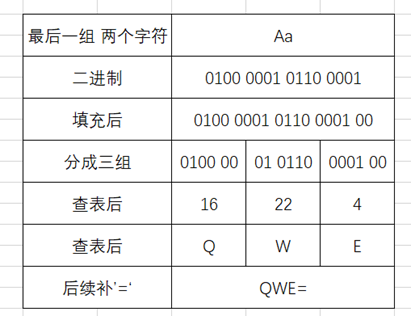 最后一组 两个字符 Aa
二进制 0100 0001 0110 0001
填充后 0100 0001 0110 0001 00
分成三组 0100 00 01 0110 0001 00
查表后 16 22 4
查表后 Q W E
后续补'=‘ QWE=